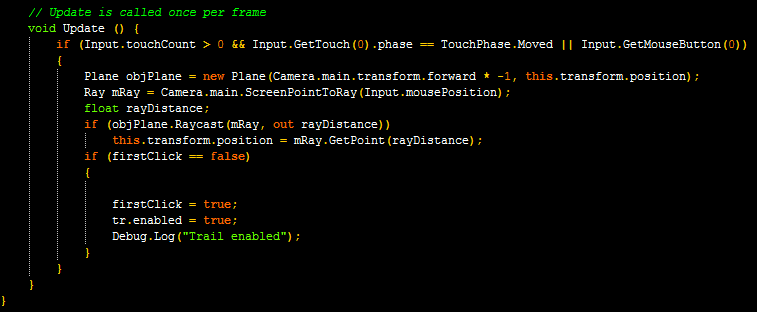 // Update is called once per frame
void Update () {
if (Input.touchCount > 0 && Input.GetTouch(0).phase == TouchPhase.Moved || Input.GetMouseButton(0))
{
Plane objPlane = new Plane(Camera.main.transform.forward * -1, this.transform.position);
Ray mRay = Camera.main.ScreenPointToRay(Input.mousePosition);
float rayDistance;
if (objPlane.Raycast(mRay, out rayDistance))
this.transform.position = mRay.GetPoint(rayDistance);
if (firstClick == false)
{
firstClick = true;
tr.enabled = true;
Debug.Log("Trail enabled");
}
}
}
}